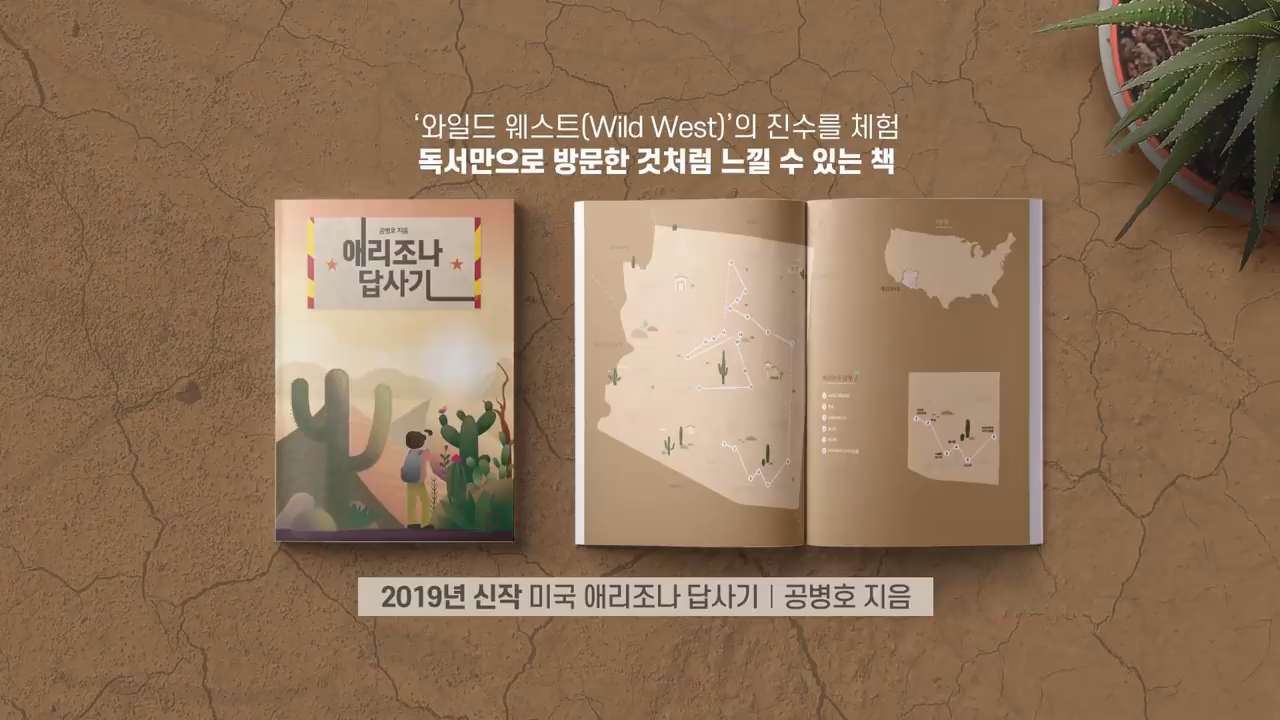 ‘와일드 웨스트(Wild West)’의 진수를 체험
독서만으로 방문한 것처럼 느낄 수 있는 책
공병호 지음
애리조나
답사기
2019년 신작 미국 애리조나 답사기 | 공병호 지음